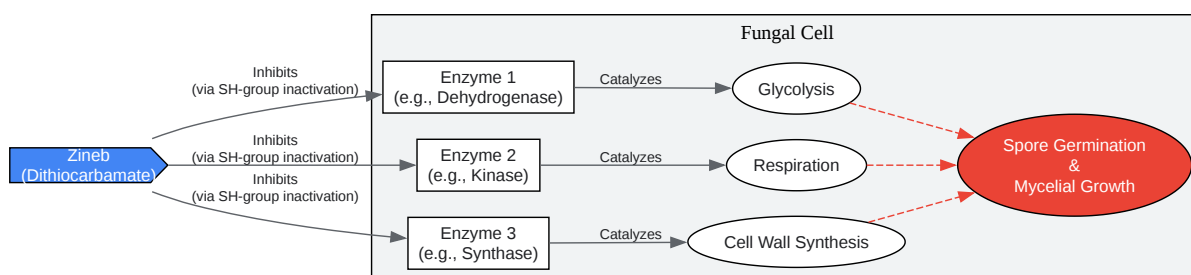 Fungal Cell
Inhibits
(via SH-group inactivation)
Enzyme 1
(e.g., Dehydrogenase)
Catalyzes
Glycolysis
Zineb
(Dithiocarbamate)
Inhibits
(via SH-group inactivation)
Enzyme 2
(e.g., Kinase)
Catalyzes
Respiration
Spore Germination
&
Mycelial Growth
Inhibits
(via SH-group inactivation)
Enzyme 3
(e.g., Synthase)
Catalyzes
Cell Wall Synthesis